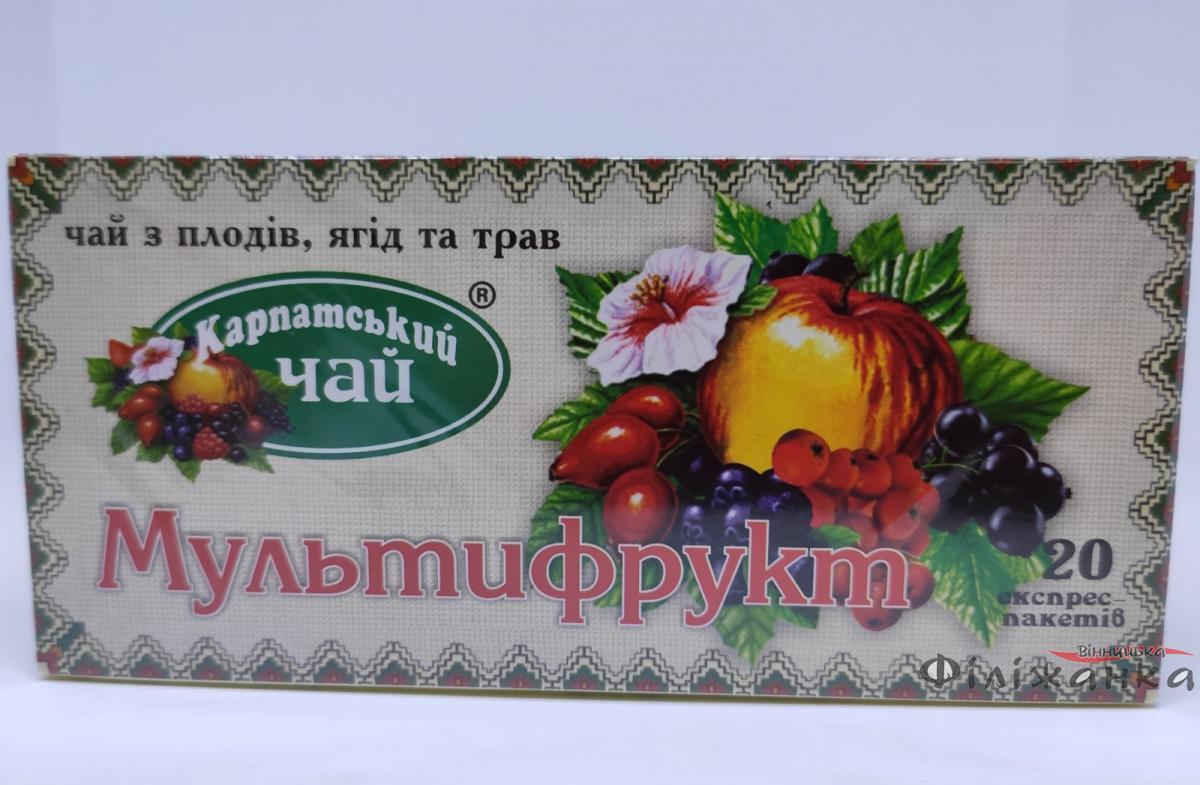 чай з плодів, ягід та трав
®
Карпатський
чай
Мультифрукт
20
експрес-
пакетів
Вінницька
Філіжанка